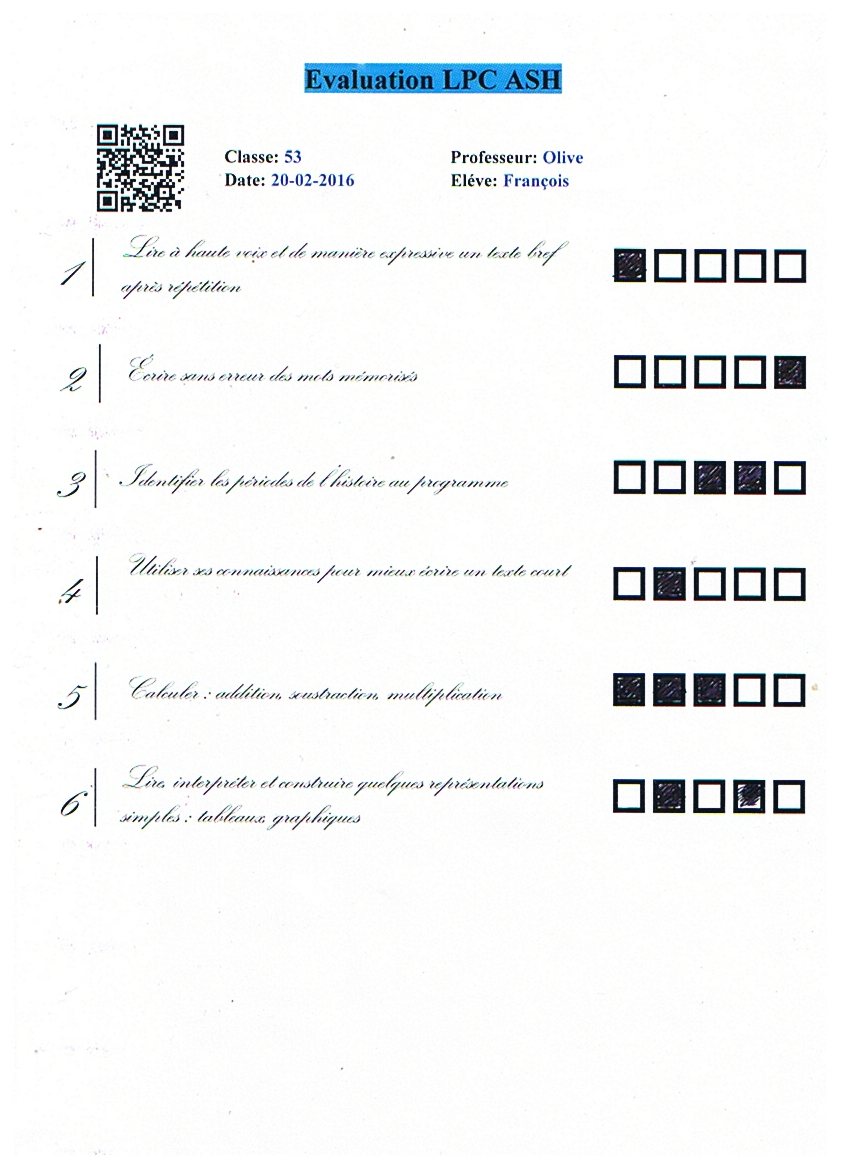 Evaluation LPC ASH
Classe: 53
Professeur: Olive
Date: 20-02-2016
Eléve: François
1 Lire à haute voix et de manière expressive un texte bref
après répétition
2 Écrire sans erreur des mots mémorisés
3 Identifier les périodes de l'histoire au programme
4 Utiliser ses connaissances pour mieux écrire un texte court
5 Calculer : addition, soustraction, multiplication
6 Lire, interpréter et construire quelques représentations
simples : tableaux, graphiques